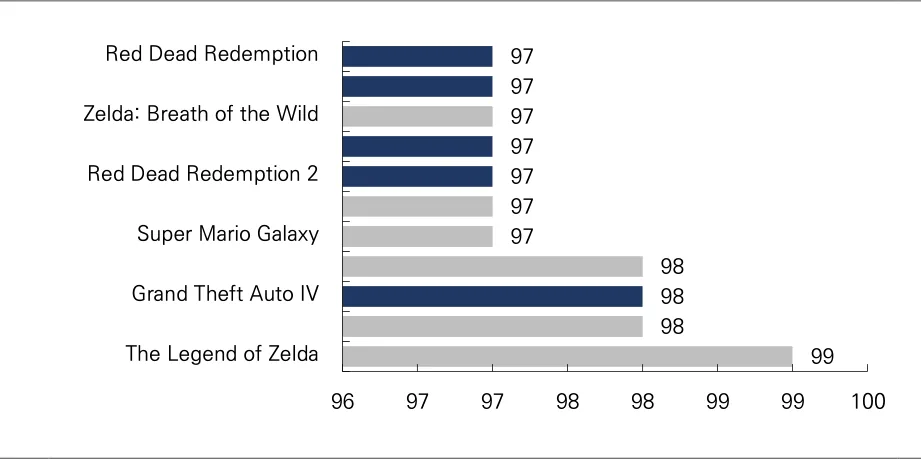 Red Dead Redemption 97
97
Zelda: Breath of the Wild 97
97
Red Dead Redemption 2 97
97
Super Mario Galaxy 97
98
Grand Theft Auto IV 98
98
The Legend of Zelda 99
96 97 97 98 98 99 99 100